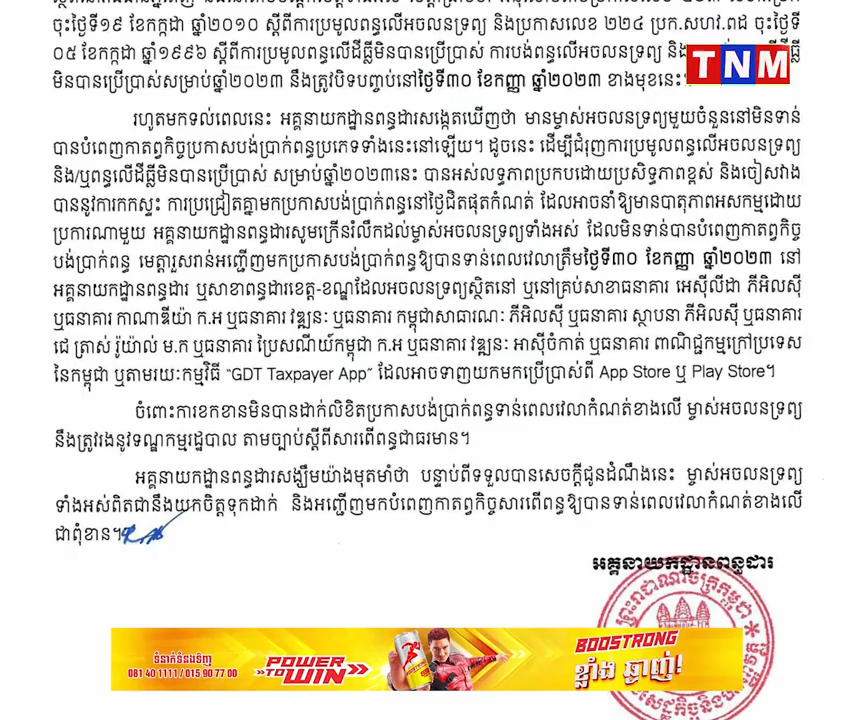 ចុះថ្ងៃទី១៩ ខែកក្កដា ឆ្នាំ២០១០ ស្ដីពីការប្រមូលពន្ធលើអចលនទ្រព្យ និងប្រកាសលេខ ២២៤ ប្រក.សហវ.ពដ ចុះថ្ងៃទី
០៥ ខែកក្កដា ឆ្នាំ១៩៩៦ ស្ដីពីការប្រមូលពន្ធលើដីធ្លីមិនបានប្រើប្រាស់ ការបង់ពន្ធលើអចលនទ្រព្យ និង
មិនបានប្រើប្រាស់សម្រាប់ឆ្នាំ២០២៣ នឹងត្រូវបិទបញ្ចប់នៅថ្ងៃទី៣០ ខែកញ្ញា ឆ្នាំ២០២៣ ខាងមុខនេះ។
TNM
រហូតមកទល់ពេលនេះ អគ្គនាយកដ្ឋានពន្ធដារសង្កេតឃើញថា មានម្ចាស់អចលនទ្រព្យមួយចំនួននៅមិនទាន់
បានបំពេញកាតព្វកិច្ចប្រកាសបង់ប្រាក់ពន្ធប្រភេទទាំងនេះនៅឡើយ។ ដូចនេះ ដើម្បីជំរុញការប្រមូលពន្ធលើអចលនទ្រព្យ
និង/ឬពន្ធលើដីធ្លីមិនបានប្រើប្រាស់ សម្រាប់ឆ្នាំ២០២៣នេះ បានអស់លទ្ធភាពប្រកបដោយប្រសិទ្ធភាពខ្ពស់ និងចៀសវាង
បាននូវការកកស្ទះ ការប្រជ្រៀតគ្នាមកប្រកាសបង់ប្រាក់ពន្ធនៅថ្ងៃជិតផុតកំណត់ ដែលអាចនាំឱ្យមានបាតុភាពអសកម្មដោយ
ប្រការណាមួយ អគ្គនាយកដ្ឋានពន្ធដារសូមក្រើនរំលឹកដល់ម្ចាស់អចលនទ្រព្យទាំងអស់ ដែលមិនទាន់បានបំពេញកាតព្វកិច្ច
បង់ប្រាក់ពន្ធ មេត្តារួសរាន់អញ្ជើញមកប្រកាសបង់ប្រាក់ពន្ធឱ្យបានទាន់ពេលវេលាត្រឹមថ្ងៃទី៣០ ខែកញ្ញា ឆ្នាំ២០២៣ នៅ
អគ្គនាយកដ្ឋានពន្ធដារ ឬសាខាពន្ធដារខេត្ត-ខណ្ឌដែលអចលនទ្រព្យស្ថិតនៅ ឬនៅគ្រប់សាខាធនាគារ អេស៊ីលីដា ភីអិលស៊ី
ឬធនាគារ កាណាឌីយ៉ា ក.អ ឬធនាគារ វឌ្ឍនៈ ឬធនាគារ កម្ពុជាសាធារណៈ ភីអិលស៊ី ឬធនាគារ ស្ថាបនា ភីអិលស៊ី ឬធនាគារ
ជេ ត្រាស់ រ៉ូយ៉ាល់ ម.ក ឬធនាគារ ប្រៃសណីយ៍កម្ពុជា ក.អ ឬធនាគារ វឌ្ឍនៈ អាស៊ីចំកាត់ ឬធនាគារ ពាណិជ្ជកម្មក្រៅប្រទេស
នៃកម្ពុជា ឬតាមរយៈកម្មវិធី “GDT Taxpayer App” ដែលអាចទាញយកមកប្រើប្រាស់ពី App Store ឬ Play Store។
ចំពោះការខកខានមិនបានដាក់លិខិតប្រកាសបង់ប្រាក់ពន្ធទាន់ពេលវេលាកំណត់ខាងលើ ម្ចាស់អចលនទ្រព្យ
នឹងត្រូវរងនូវទណ្ឌកម្មរដ្ឋបាល តាមច្បាប់ស្ដីពីសារពើពន្ធជាធរមាន។
អគ្គនាយកដ្ឋានពន្ធដារសង្ឃឹមយ៉ាងមុតមាំថា បន្ទាប់ពីទទួលបានសេចក្ដីជូនដំណឹងនេះ ម្ចាស់អចលនទ្រព្យ
ទាំងអស់ពិតជានឹងយកចិត្តទុកដាក់ និងអញ្ជើញមកបំពេញកាតព្វកិច្ចសារពើពន្ធឱ្យបានទាន់ពេលវេលាកំណត់ខាងលើ
ជាពុំខាន។
អគ្គនាយកដ្ឋានពន្ធដារ
ព្រះរាជាណាចក្រកម្ពុជា
ទំនាក់ទំនងទិញ
081 40 1111 / 015 90 77 00
POWER TO WIN
BOOSTRONG
ខ្លាំង ឆ្ងាញ់!